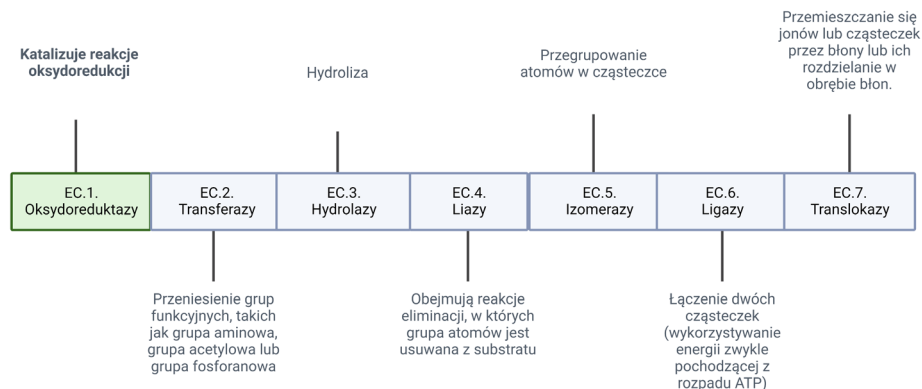 Katalizuje reakcje
oksydoredukcji
Hydroliza
Przegrupowanie
atomów w cząsteczce
Przemieszczanie się
jonów lub cząsteczek
przez błony lub ich
rozdzielanie w
obrębie błon.
EC.1.
Oksydoreduktazy
EC.2.
Transferazy
EC.3.
Hydrolazy
EC.4.
Liazy
EC.5.
Izomerazy
EC.6.
Ligazy
EC.7.
Translokazy
Przeniesienie grup
funkcyjnych, takich
jak grupa aminowa,
grupa acetylowa lub
grupa fosforanowa
Obejmują reakcje
eliminacji, w których
grupa atomów jest
usuwana z substratu
Łączenie dwóch
cząsteczek
(wykorzystywanie
energii zwykle
pochodzącej z
rozpadu ATP)